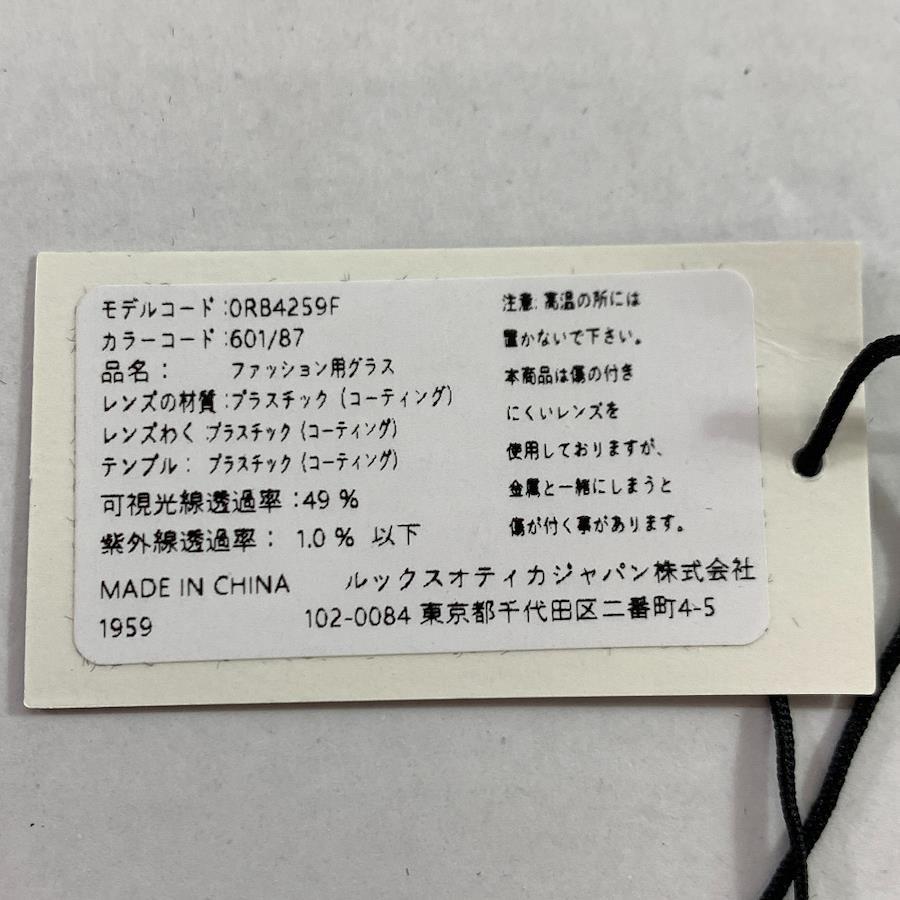 モデルコード:0RB4259F
カラーコード:601/87
品名: ファッション用グラス
レンズの材質:プラスチック (コーティング)
レンズわく:プラスチック (コーティング)
テンプル: プラスチック (コーティング)
可視光線透過率:49 %
紫外線透過率: 1.0 % 以下
注意: 高温の所には
置かないで下さい。
本商品は傷の付き
にくいレンズを
使用しておりますが、
金属と一緒にしまうと
傷が付く事があります。
MADE IN CHINA ルックスオティカジャパン株式会社
1959 102-0084 東京都千代田区二番町4-5